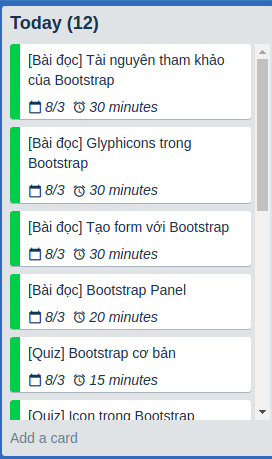 Today (12)
[Bài đọc] Tài nguyên tham khảo
của Bootstrap
8/3 30 minutes
[Bài đọc] Glyphicons trong
Bootstrap
8/3 30 minutes
[Bài đọc] Tạo form với Bootstrap
8/3 30 minutes
[Bài đọc] Bootstrap Panel
8/3 20 minutes
[Quiz] Bootstrap cơ bản
8/3 15 minutes
[Quiz] Icon trong Bootstrap
Add a card